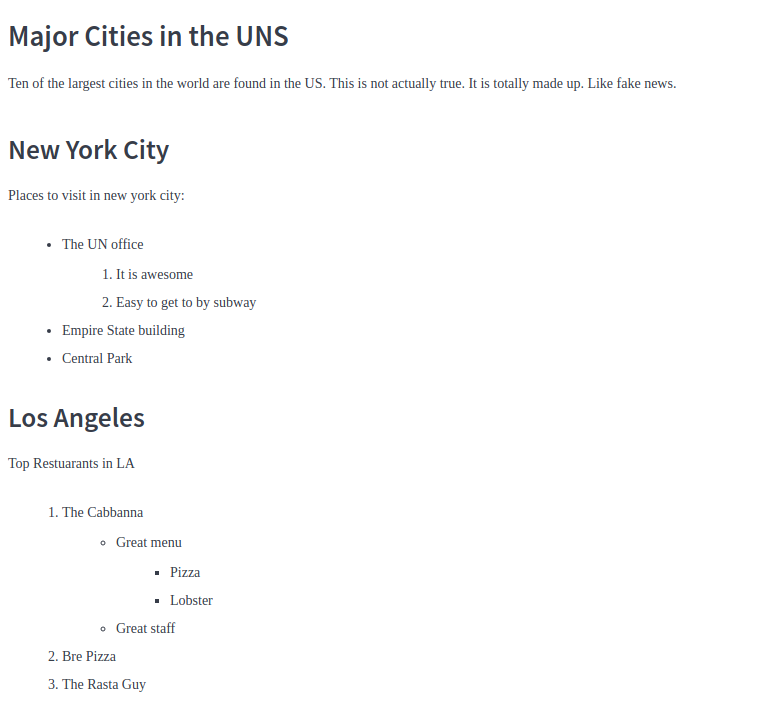 Major Cities in the UNS
Ten of the largest cities in the world are found in the US. This is not actually true. It is totally made up. Like fake news.
New York City
Places to visit in new york city:
• The UN office
1. It is awesome
2. Easy to get to by subway
• Empire State building
• Central Park
Los Angeles
Top Restuarants in LA
1. The Cabbanna
◦ Great menu
▪ Pizza
▪ Lobster
◦ Great staff
2. Bre Pizza
3. The Rasta Guy